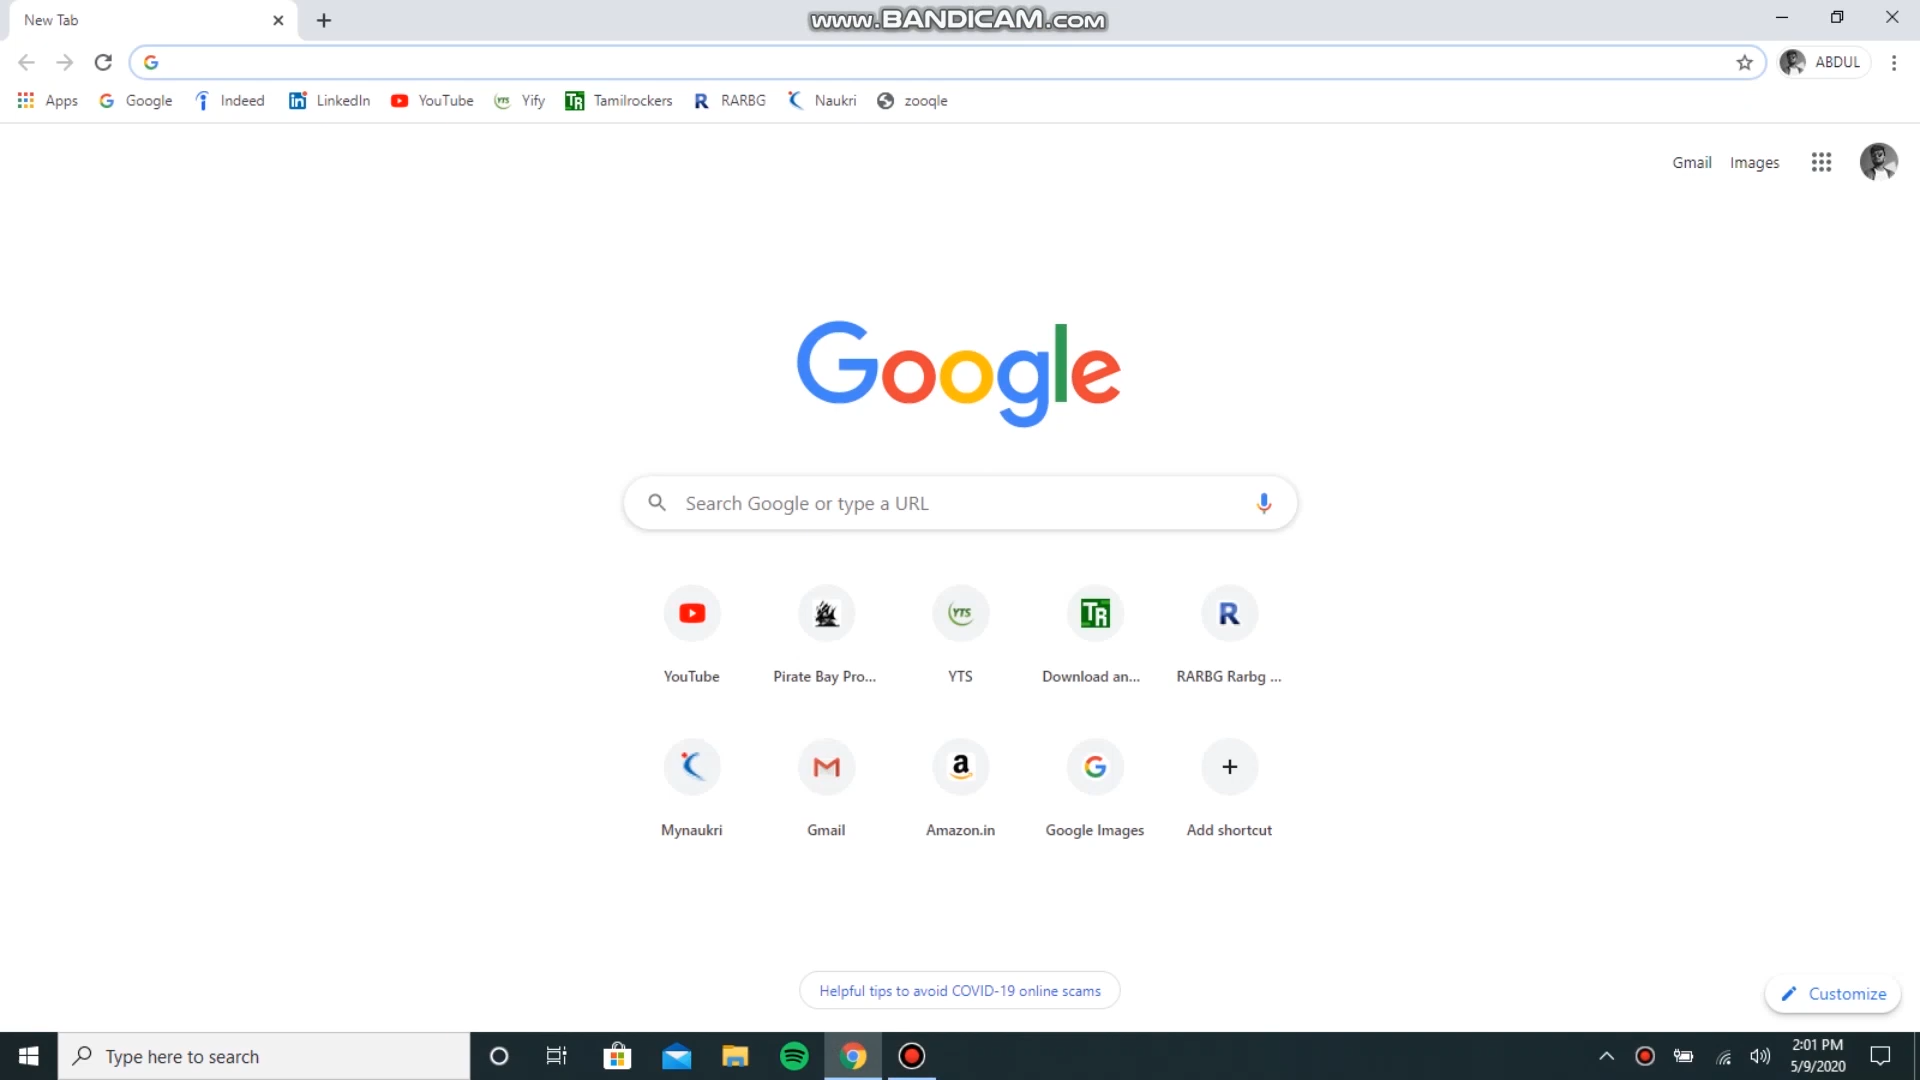 New Tab
www.BANDICAM.com
ABDUL
Apps Google Indeed LinkedIn YouTube Yify Tamilrockers RARBG Naukri zooqle
Gmail Images
Google
Search Google or type a URL
YouTube Pirate Bay Pro... YTS Download an... RARBG Rarbg ...
Mynaukri Gmail Amazon.in Google Images Add shortcut
Helpful tips to avoid COVID-19 online scams
Customize
Type here to search
2:01 PM
5/9/2020